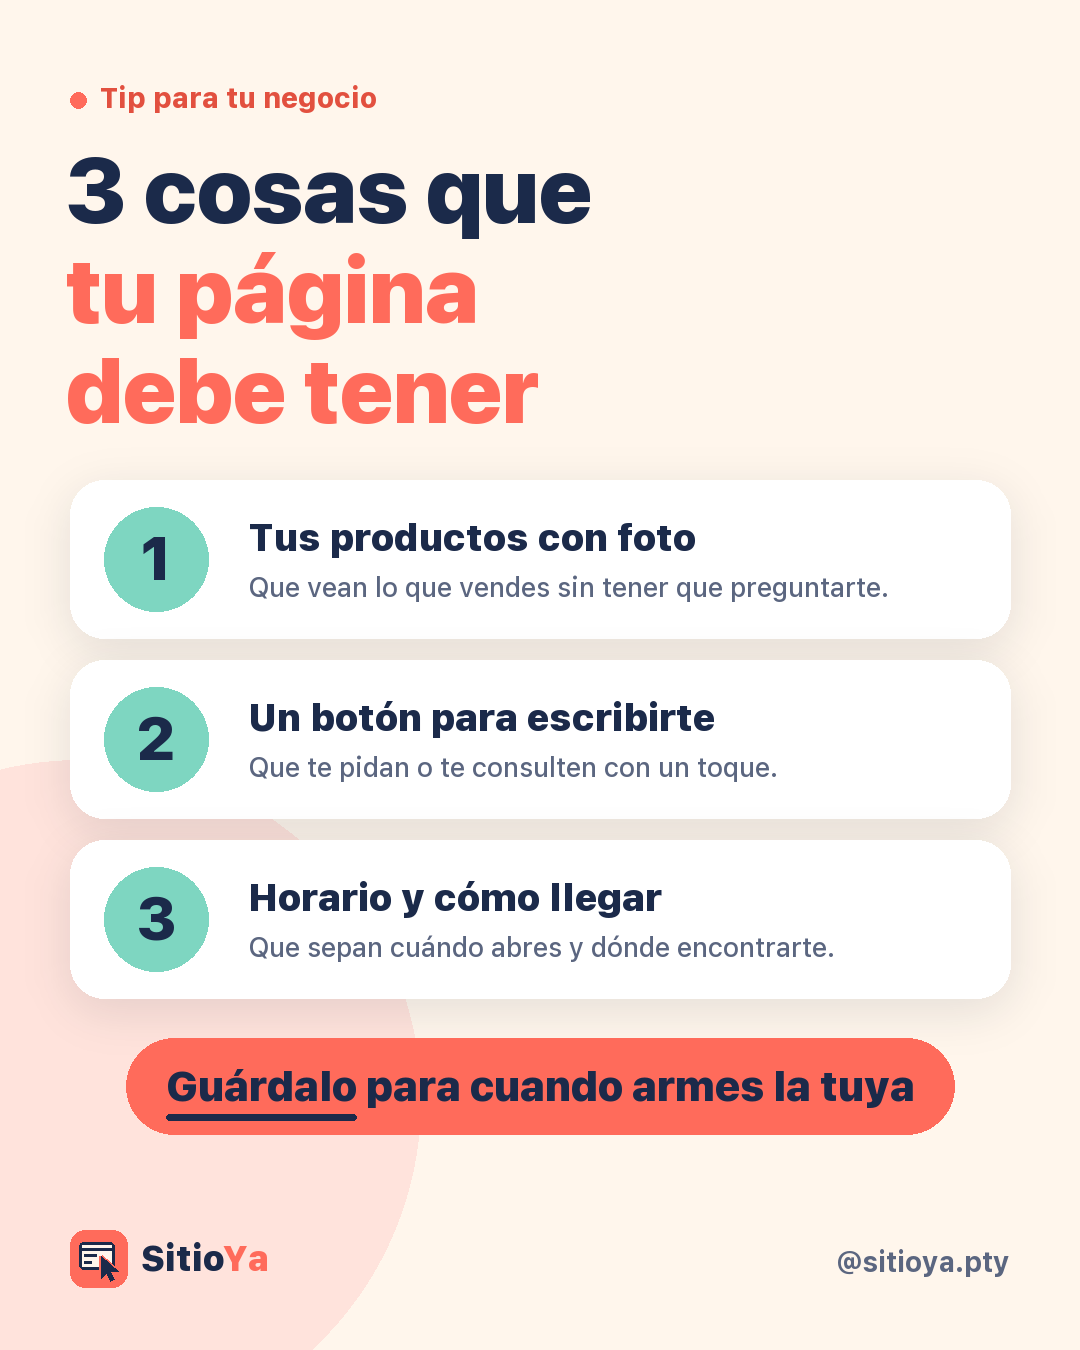 Tip para tu negocio
3 cosas que
tu página
debe tener
1
Tus productos con foto
Que vean lo que vendes sin tener que preguntarte.
2
Un botón para escribirte
Que te pidan o te consulten con un toque.
3
Horario y cómo llegar
Que sepan cuándo abres y dónde encontrarte.
Guárdalo para cuando armes la tuya
SitioYa
@sitioya.pty